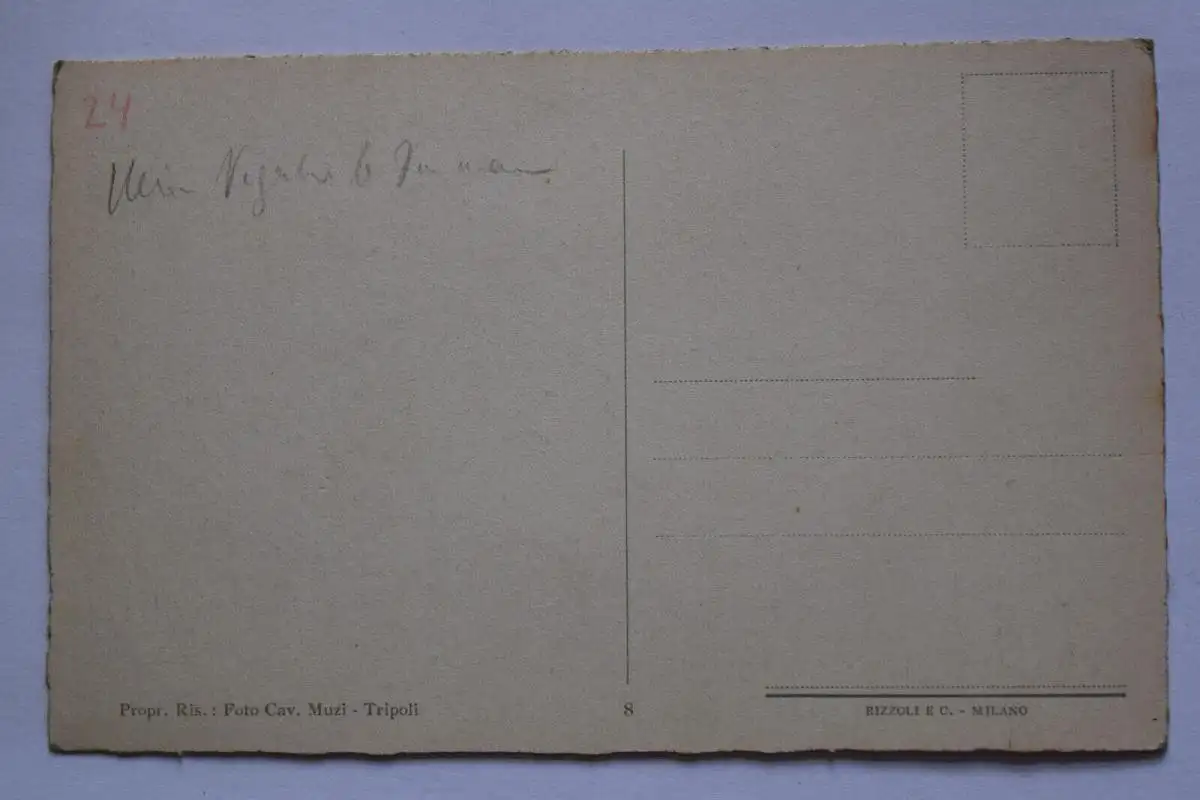 24
Propr. Ris.: Foto Cav. Muzi - Tripoli
8
RIZZOLI E C. - MILANO